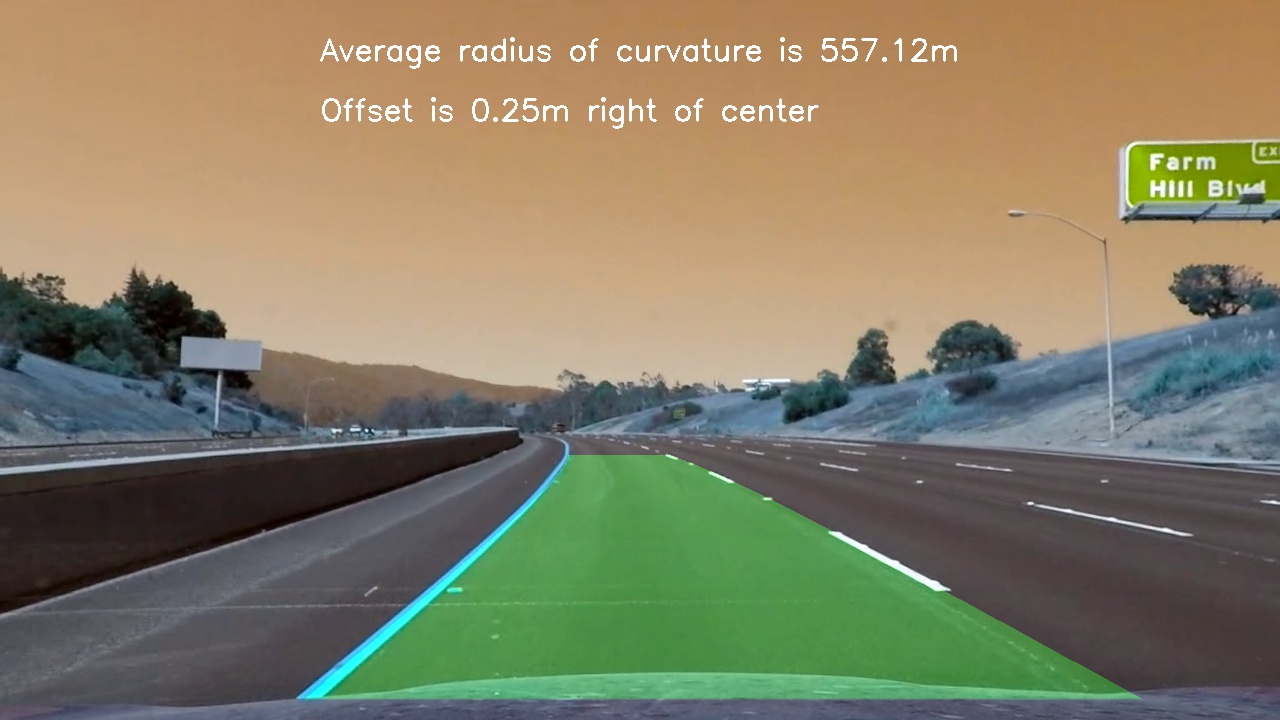 Average radius of curvature is 557.12m
Offset is 0.25m right of center
Farm
Hill Blvd